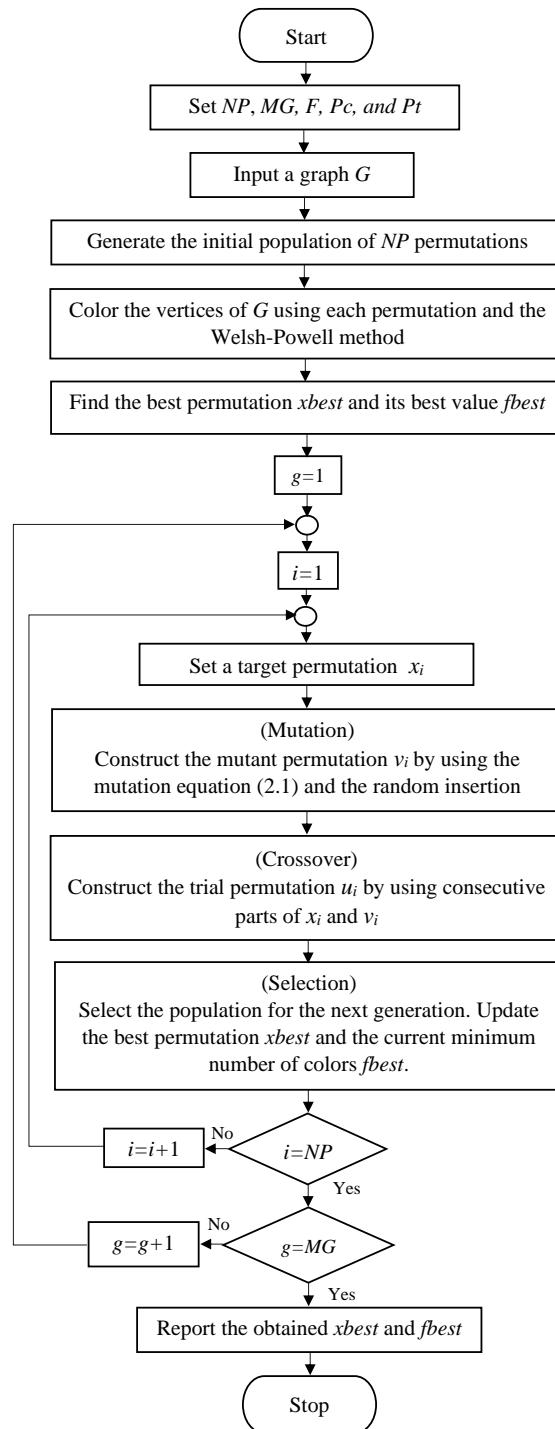 Start
Set NP, MG, F, Pc, and Pt
Input a graph G
Generate the initial population of NP permutations
Color the vertices of G using each permutation and the
Welsh-Powell method
Find the best permutation xbest and its best value fbest
g=1
i=1
Set a target permutation xi
(Mutation)
Construct the mutant permutation vi by using the
mutation equation (2.1) and the random insertion
(Crossover)
Construct the trial permutation ui by using consecutive
parts of xi and vi
(Selection)
Select the population for the next generation. Update
the best permutation xbest and the current minimum
number of colors fbest.
i=i+1
No
i=NP
Yes
g=g+1
No
g=MG
Yes
Report the obtained xbest and fbest
Stop